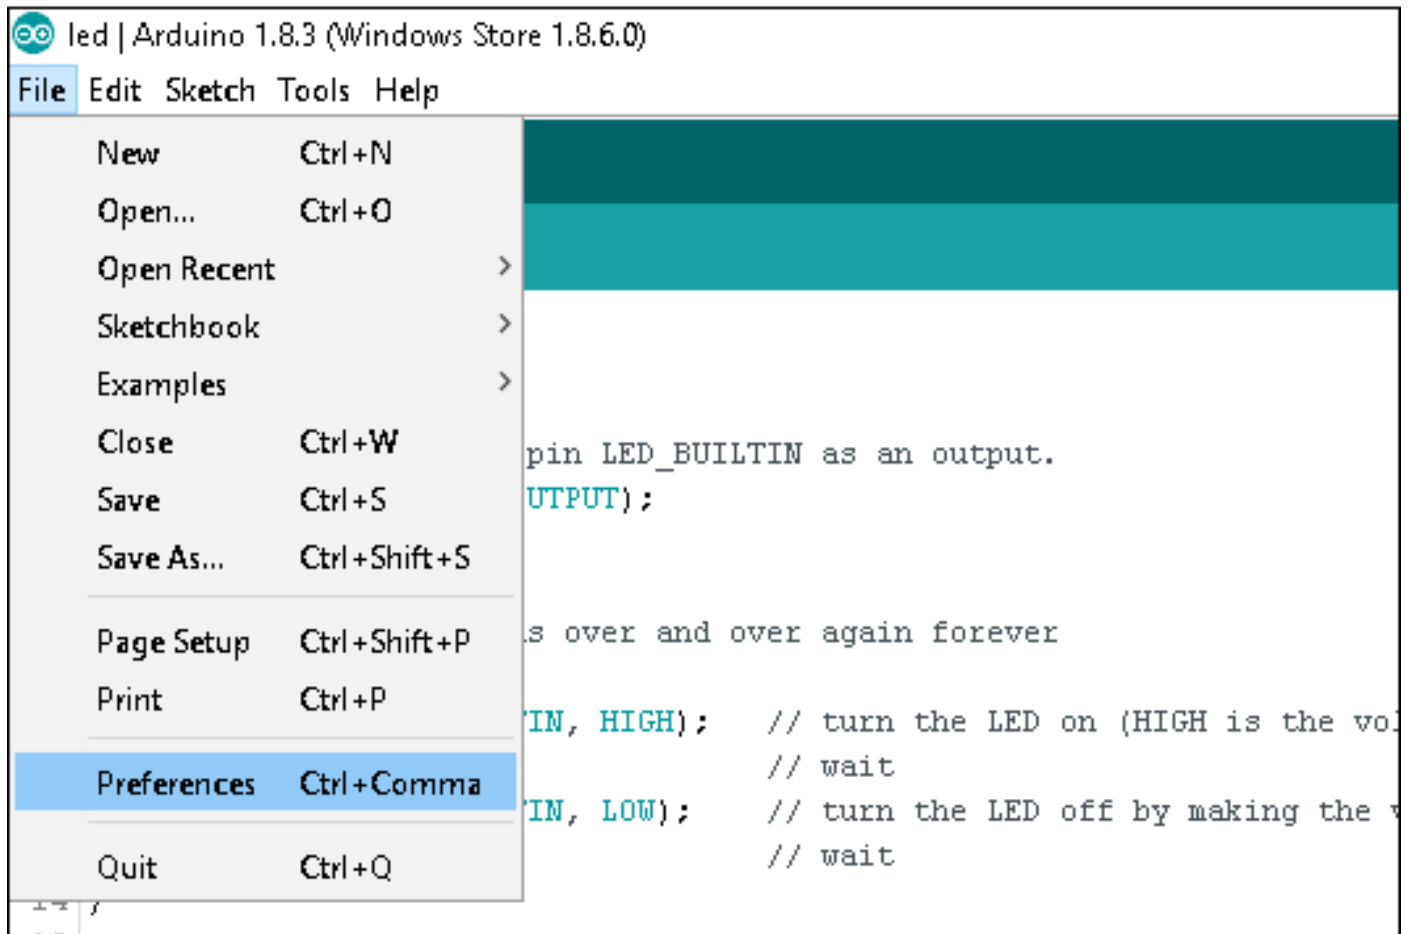 led | Arduino 1.8.3 (Windows Store 1.8.6.0)
File Edit Sketch Tools Help
New Ctrl+N
Open... Ctrl+O
Open Recent
Sketchbook
Examples
Close Ctrl+W
Save Ctrl+S
Save As... Ctrl+Shift+S
Page Setup Ctrl+Shift+P
Print Ctrl+P
Preferences Ctrl+Comma
Quit Ctrl+Q
pin LED_BUILTIN as an output.
UTPUT);
s over and over again forever
IN, HIGH); // turn the LED on (HIGH is the vol
// wait
IN, LOW); // turn the LED off by making the
// wait